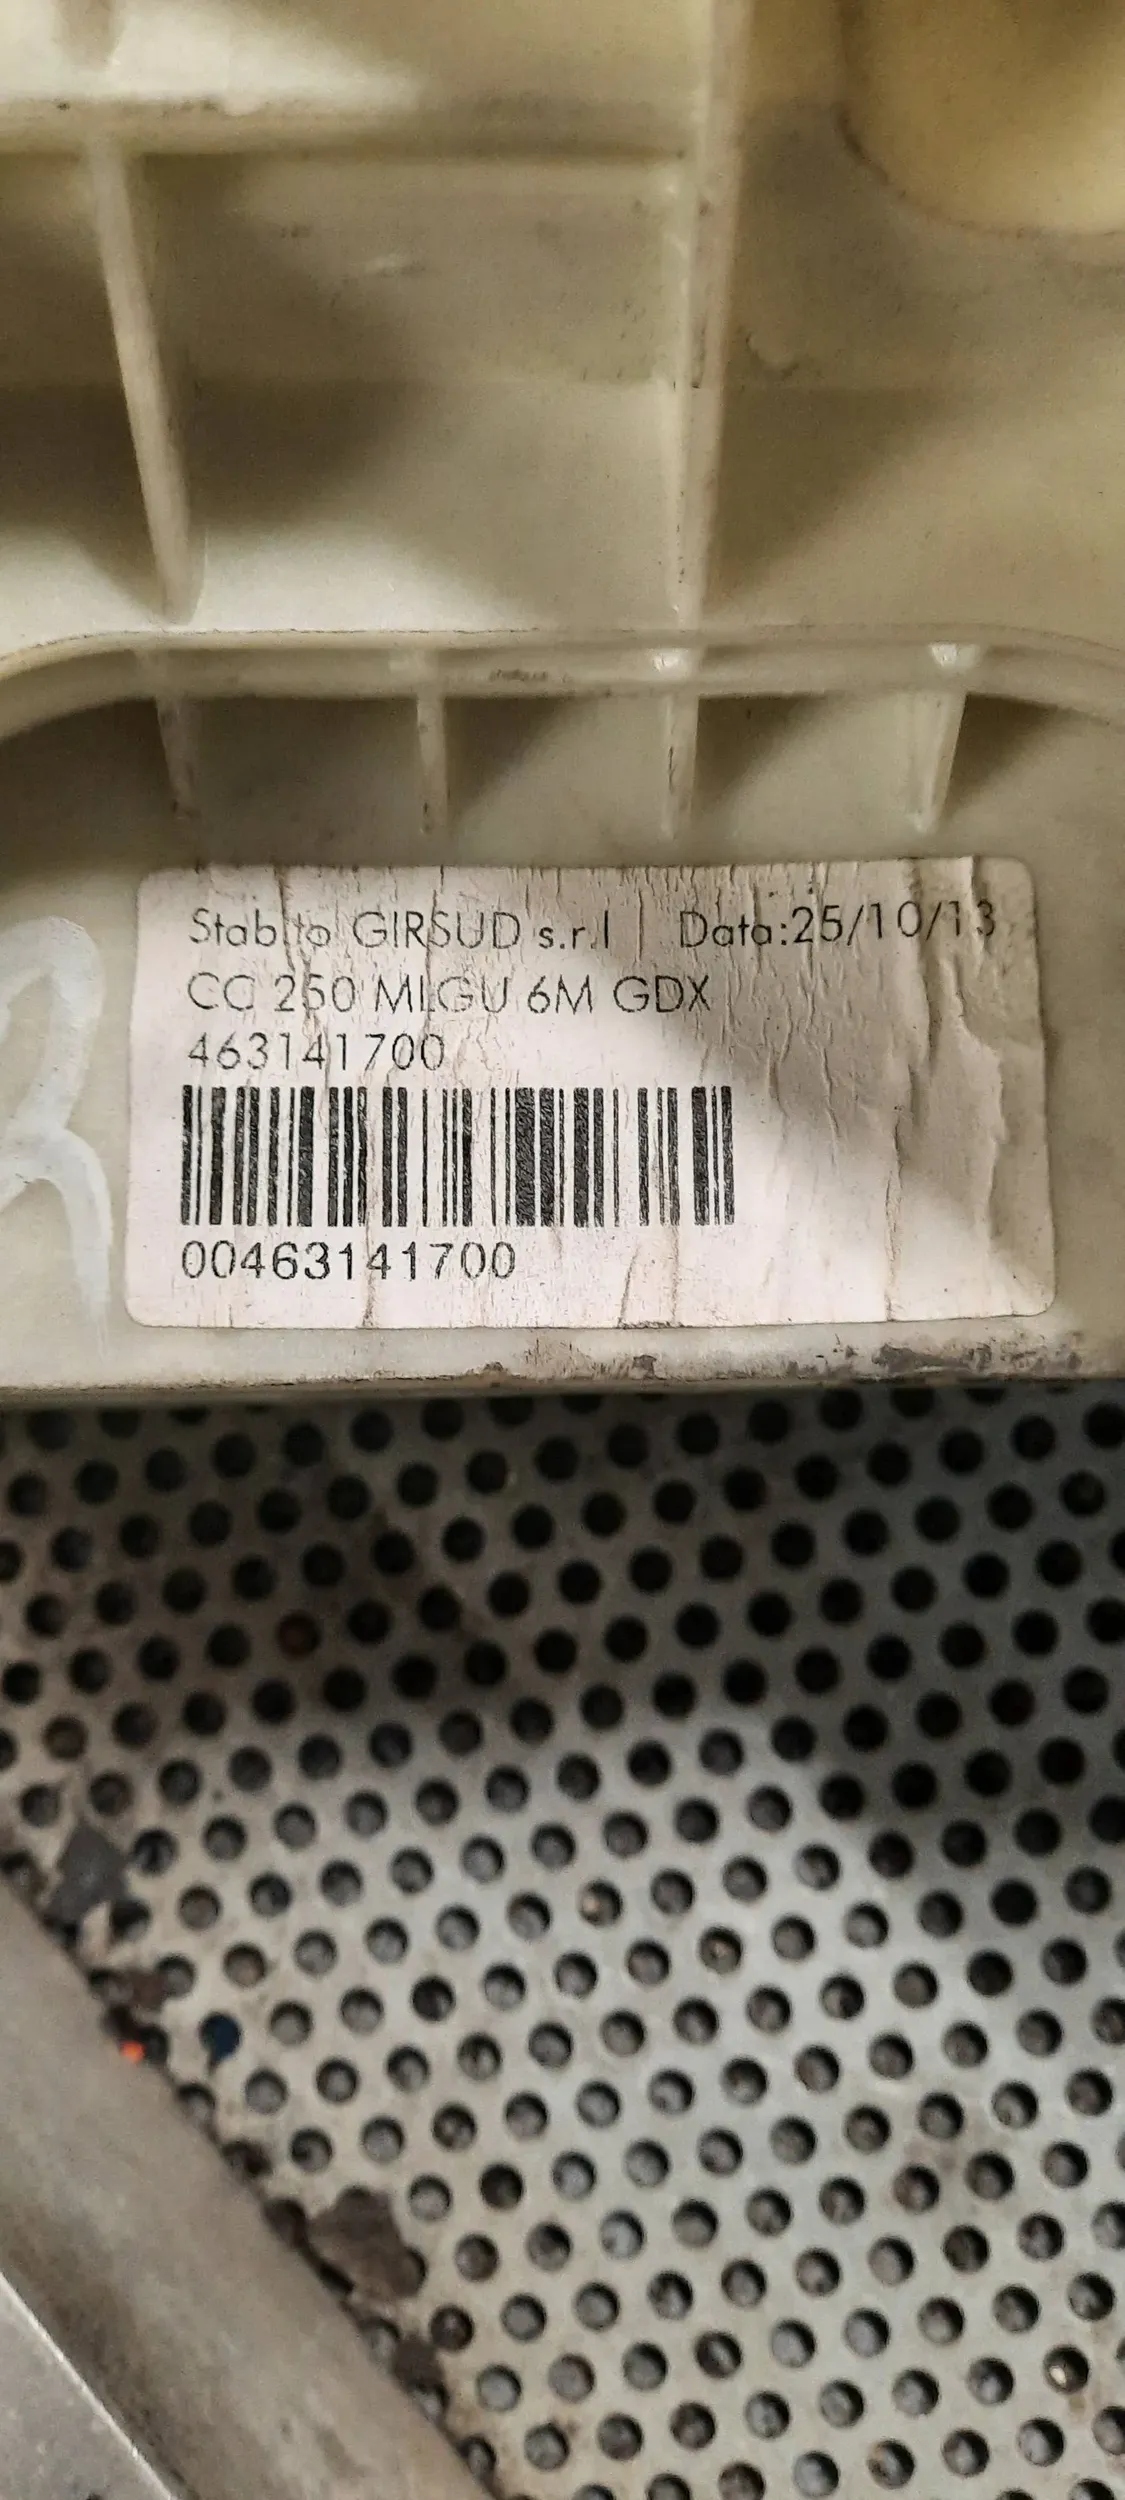 Stab.to GIRSUD s.r.l Data:25/10/13
CC 250 MLGU 6M GDX
463141700
00463141700